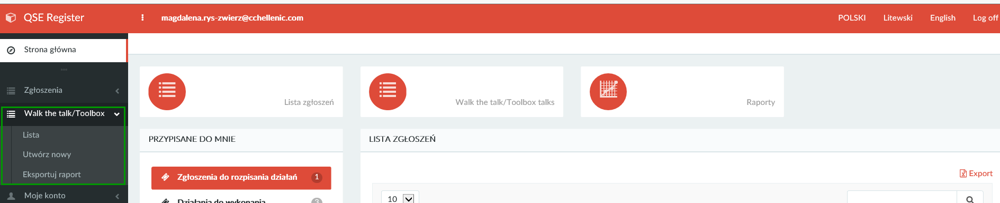 QSE Register
magdalena.rys-zwierz@cchellenic.com
POLSKI
Litewski
English
Log off
Strona główna
Zgłoszenia
Walk the talk/Toolbox
Lista
Utwórz nowy
Eksportuj raport
Moje konto
Lista zgłoszeń
Walk the talk/Toolbox talks
Raporty
PRZYPISANE DO MNIE
Zgłoszenia do rozpisania działań 1
Działania do wykonania 3
LISTA ZGŁOSZEŃ
Export
10